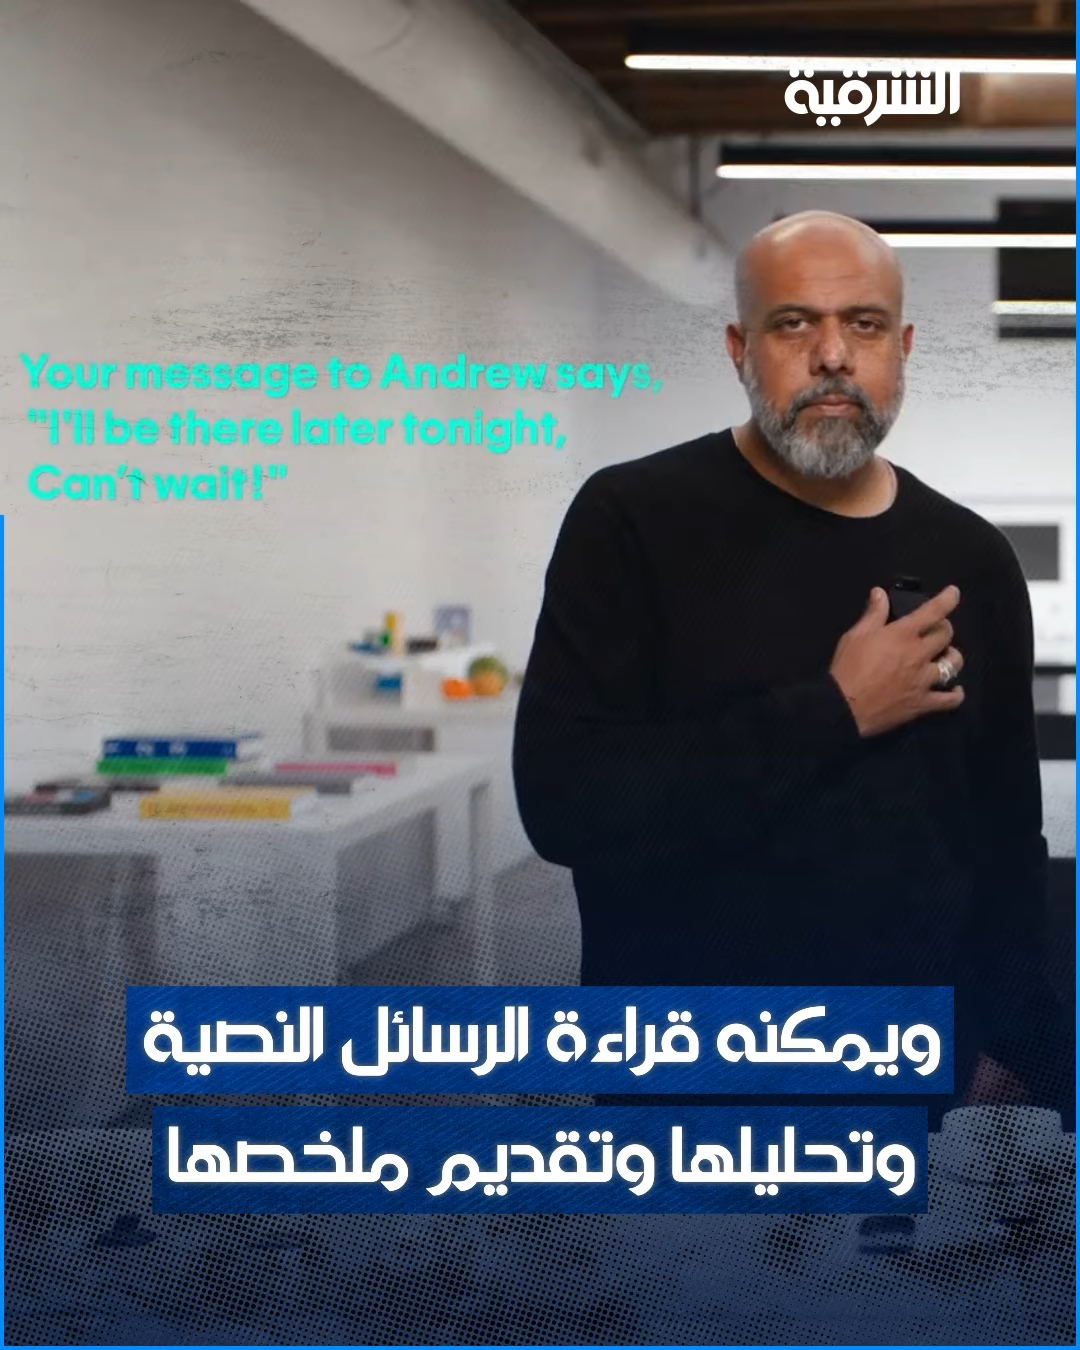 الشرقية
Your message to Andrew says,
"I'll be there later tonight,
Can't wait!"
ويمكنه قراءة الرسائل النصية
وتحليلها وتقديم ملخصها